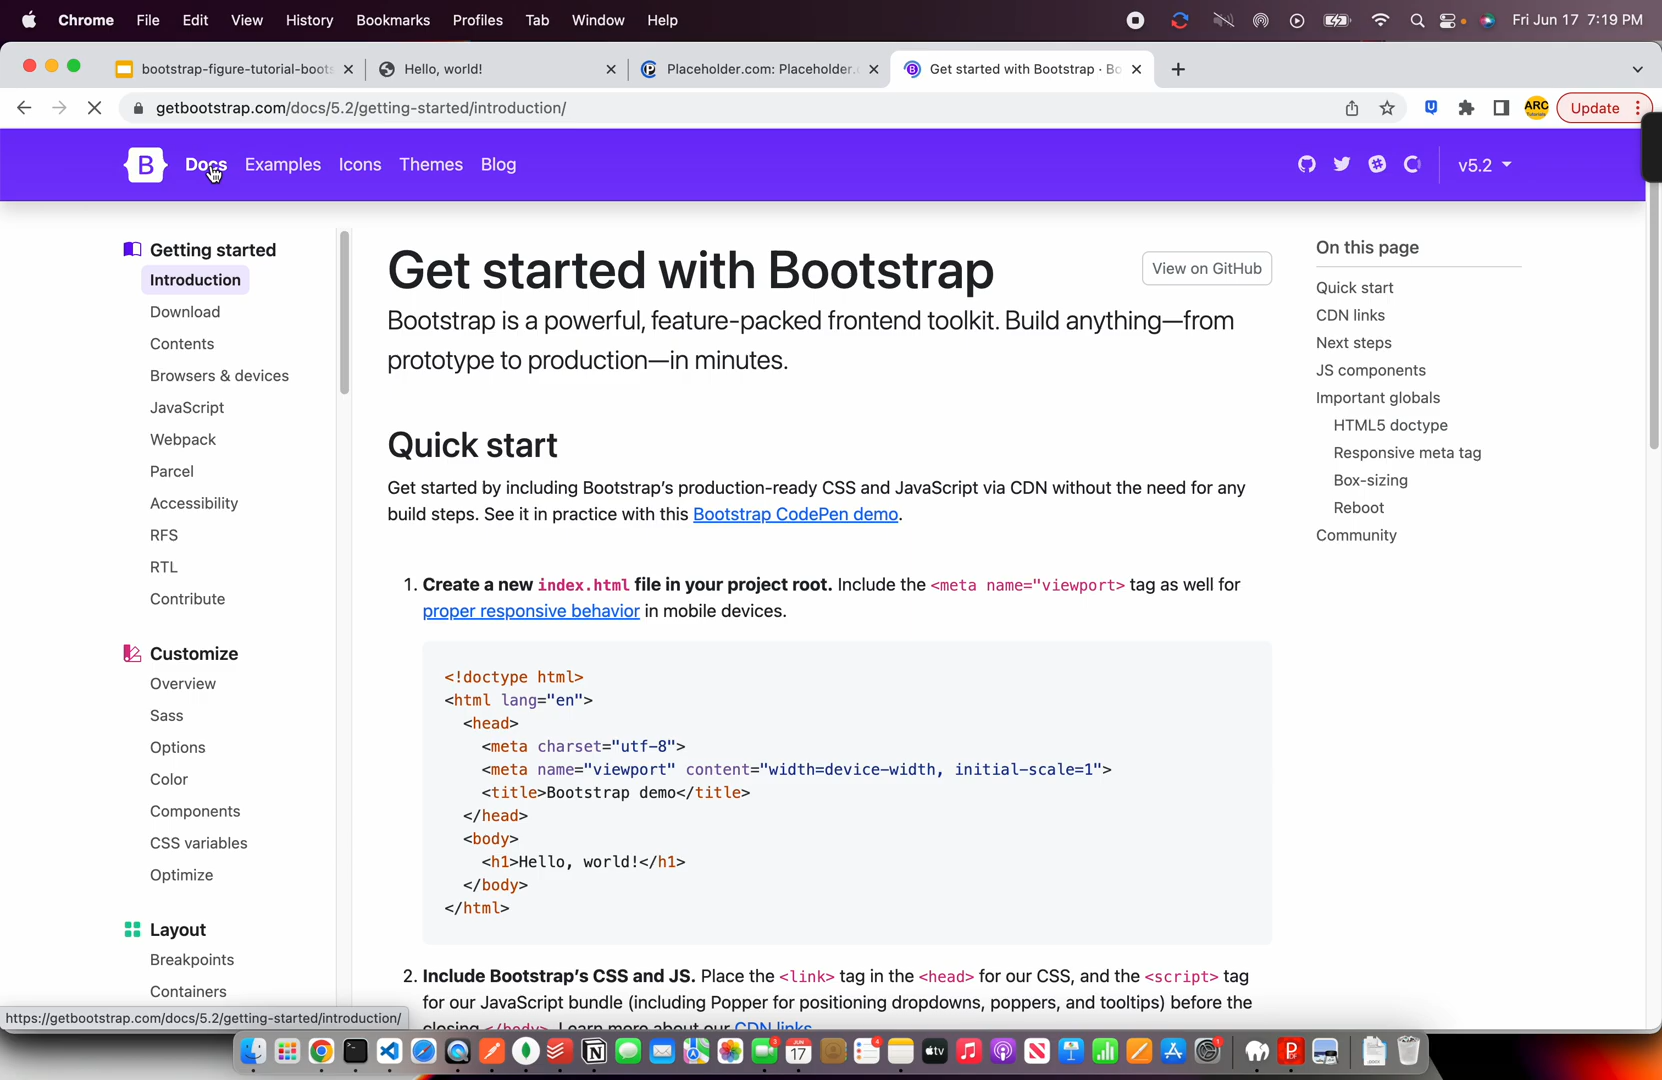 Chrome File Edit View History Bookmarks Profiles Tab Window Help Fri Jun 17 7:19 PM
bootstrap-figure-tutorial-boots Hello, world! Placeholder.com: Placeholder. Get started with Bootstrap · Bo
getbootstrap.com/docs/5.2/getting-started/introduction/ ARC Update
B Docs Examples Icons Themes Blog v5.2
Getting started
Introduction
Download
Contents
Browsers & devices
JavaScript
Webpack
Parcel
Accessibility
RFS
RTL
Contribute
Customize
Overview
Sass
Options
Color
Components
CSS variables
Optimize
Layout
Breakpoints
Containers
Get started with Bootstrap
View on GitHub
Bootstrap is a powerful, feature-packed frontend toolkit. Build anything—from
prototype to production—in minutes.
Quick start
Get started by including Bootstrap’s production-ready CSS and JavaScript via CDN without the need for any
build steps. See it in practice with this Bootstrap CodePen demo.
1. Create a new index.html file in your project root. Include the <meta name="viewport> tag as well for
proper responsive behavior in mobile devices.
<!doctype html>
<html lang="en">
<head>
<meta charset="utf-8">
<meta name="viewport" content="width=device-width, initial-scale=1">
<title>Bootstrap demo</title>
</head>
<body>
<h1>Hello, world!</h1>
</body>
</html>
2. Include Bootstrap’s CSS and JS. Place the <link> tag in the <head> for our CSS, and the <script> tag
for our JavaScript bundle (including Popper for positioning dropdowns, poppers, and tooltips) before the
closing </body>. Learn more about our CDN links.
On this page
Quick start
CDN links
Next steps
JS components
Important globals
HTML5 doctype
Responsive meta tag
Box-sizing
Reboot
Community
https://getbootstrap.com/docs/5.2/getting-started/introduction/